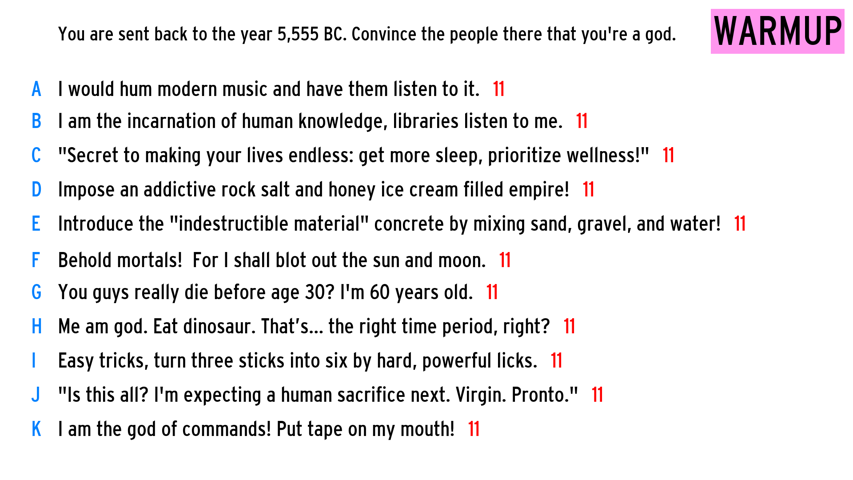 You are sent back to the year 5,555 BC. Convince the people there that you're a god.
WARMUP
A I would hum modern music and have them listen to it. 11
B I am the incarnation of human knowledge, libraries listen to me. 11
C "Secret to making your lives endless: get more sleep, prioritize wellness!" 11
D Impose an addictive rock salt and honey ice cream filled empire! 11
E Introduce the "indestructible material" concrete by mixing sand, gravel, and water! 11
F Behold mortals!  For I shall blot out the sun and moon. 11
G You guys really die before age 30? I'm 60 years old. 11
H Me am god. Eat dinosaur. That’s... the right time period, right? 11
I Easy tricks, turn three sticks into six by hard, powerful licks. 11
J "Is this all? I'm expecting a human sacrifice next. Virgin. Pronto." 11
K I am the god of commands! Put tape on my mouth! 11